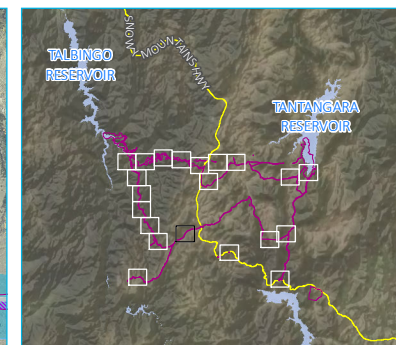 SNOWY MOUNTAINS HWY
TALBINGO
RESERVOIR
TANTANGARA
RESERVOIR